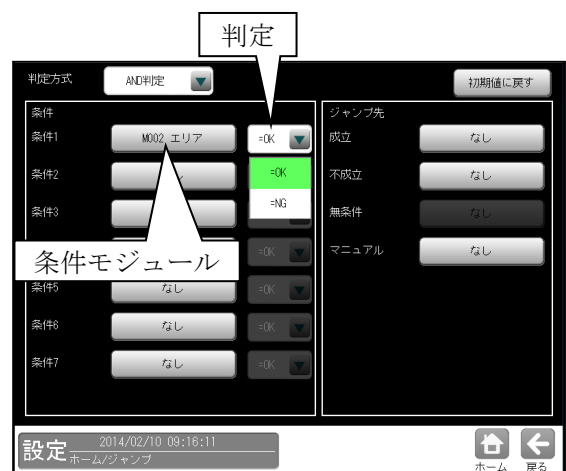 判定
判定方式 AND判定 初期値に戻す
条件 ジャンプ先
条件1 M002 エリア =OK 成立 なし
条件2 =OK 不成立 なし
条件3 =NG 無条件 なし
条件モジュール =OK マニュアル なし
条件5 なし =OK
条件6 なし =OK
条件7 なし =OK
設定 2014/02/10 09:16:11
ホーム/ジャンプ
ホーム 戻る